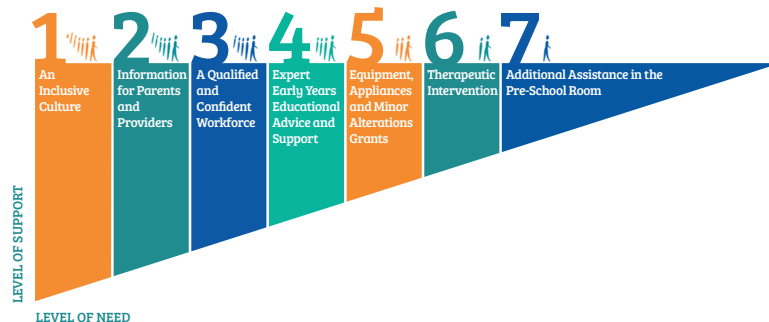 1
An
Inclusive
Culture
2
Information
for Parents
and
Providers
3
A Qualified
and
Confident
Workforce
4
Expert
Early Years
Educational
Advice and
Support
5
Equipment,
Appliances
and Minor
Alterations
Grants
6
Therapeutic
Intervention
7
Additional Assistance in the
Pre-School Room
LEVEL OF SUPPORT
LEVEL OF NEED